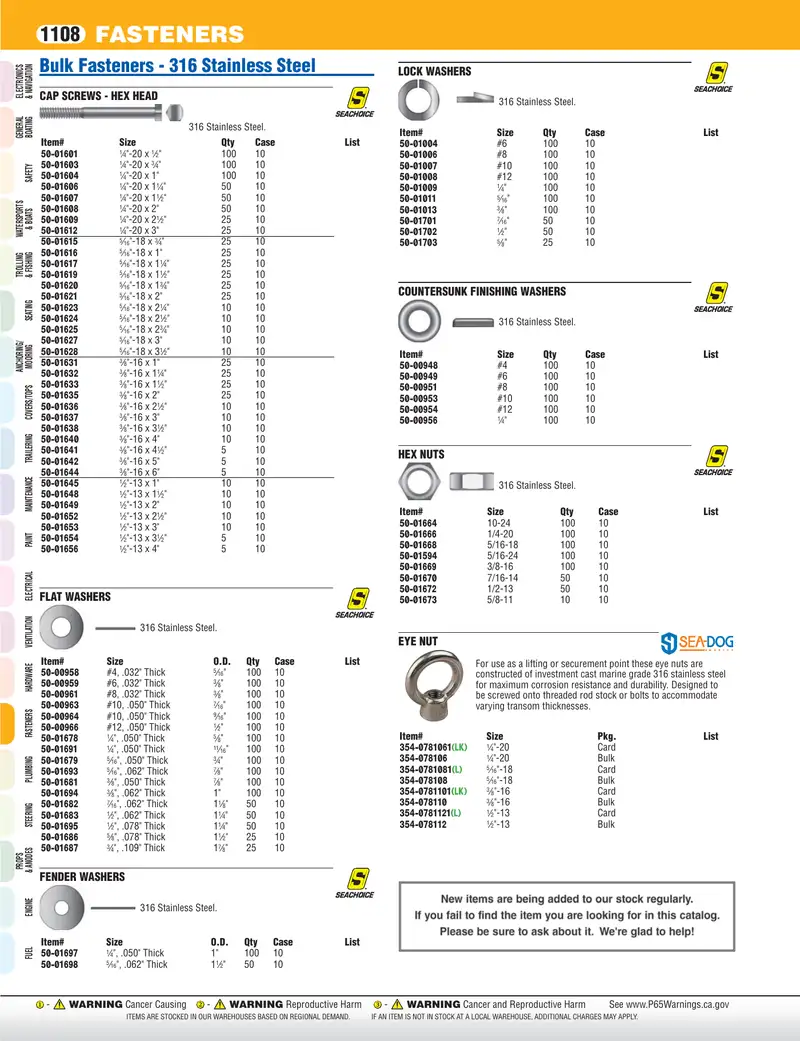 1108 FASTENERS
ELECTRONICS & NAVIGATION
GENERAL BOATING
SAFETY
WATERSPORTS & BOATS
TROLLING & FISHING
SEATING
ANCHORING/ MOORING
COVERS/TOPS
TRAILERING
MAINTENANCE
PAINT
ELECTRICAL
VENTILATION
HARDWARE
FASTENERS
PLUMBING
STEERING
PROPS & ANODES
ENGINE
FUEL
Bulk Fasteners - 316 Stainless Steel
CAP SCREWS - HEX HEAD
SEACHOICE
316 Stainless Steel.
Item# Size Qty Case List
50-01601 ¼"-20 x ½" 100 10
50-01603 ¼"-20 x ¾" 100 10
50-01604 ¼"-20 x 1" 100 10
50-01606 ¼"-20 x 1¼" 50 10
50-01607 ¼"-20 x 1½" 50 10
50-01608 ¼"-20 x 2" 50 10
50-01609 ¼"-20 x 2½" 25 10
50-01612 ¼"-20 x 3" 25 10
50-01615 5⁄16"-18 x ¾" 25 10
50-01616 5⁄16"-18 x 1" 25 10
50-01617 5⁄16"-18 x 1¼" 25 10
50-01619 5⁄16"-18 x 1½" 25 10
50-01620 5⁄16"-18 x 1¾" 25 10
50-01621 5⁄16"-18 x 2" 25 10
50-01623 5⁄16"-18 x 2¼" 10 10
50-01624 5⁄16"-18 x 2½" 10 10
50-01625 5⁄16"-18 x 2¾" 10 10
50-01627 5⁄16"-18 x 3" 10 10
50-01628 5⁄16"-18 x 3½" 10 10
50-01631 ⅜"-16 x 1" 25 10
50-01632 ⅜"-16 x 1¼" 25 10
50-01633 ⅜"-16 x 1½" 25 10
50-01635 ⅜"-16 x 2" 25 10
50-01636 ⅜"-16 x 2½" 10 10
50-01637 ⅜"-16 x 3" 10 10
50-01638 ⅜"-16 x 3½" 10 10
50-01640 ⅜"-16 x 4" 10 10
50-01641 ⅜"-16 x 4½" 5 10
50-01642 ⅜"-16 x 5" 5 10
50-01644 ⅜"-16 x 6" 5 10
50-01645 ½"-13 x 1" 10 10
50-01648 ½"-13 x 1½" 10 10
50-01649 ½"-13 x 2" 10 10
50-01652 ½"-13 x 2½" 10 10
50-01653 ½"-13 x 3" 10 10
50-01654 ½"-13 x 3½" 5 10
50-01656 ½"-13 x 4" 5 10
FLAT WASHERS
SEACHOICE
316 Stainless Steel.
Item# Size O.D. Qty Case List
50-00958 #4, .032" Thick 5⁄16" 100 10
50-00959 #6, .032" Thick ⅜" 100 10
50-00961 #8, .032" Thick ⅜" 100 10
50-00963 #10, .050" Thick 7⁄16" 100 10
50-00964 #10, .050" Thick 9⁄16" 100 10
50-00966 #12, .050" Thick ½" 100 10
50-01678 ¼", .050" Thick ⅝" 100 10
50-01691 ¼", .050" Thick 11⁄16" 100 10
50-01679 5⁄16", .050" Thick ¾" 100 10
50-01693 5⁄16", .062" Thick ⅞" 100 10
50-01681 ⅜", .050" Thick ⅞" 100 10
50-01694 ⅜", .062" Thick 1" 100 10
50-01682 7⁄16", .062" Thick 1⅛" 50 10
50-01683 ½", .062" Thick 1¼" 50 10
50-01695 ½", .078" Thick 1¼" 50 10
50-01686 ⅝", .078" Thick 1½" 25 10
50-01687 ¾", .109" Thick 1⅞" 25 10
FENDER WASHERS
SEACHOICE
316 Stainless Steel.
Item# Size O.D. Qty Case List
50-01697 ¼", .050" Thick 1" 100 10
50-01698 5⁄16", .062" Thick 1½" 50 10
LOCK WASHERS
SEACHOICE
316 Stainless Steel.
Item# Size Qty Case List
50-01004 #6 100 10
50-01006 #8 100 10
50-01007 #10 100 10
50-01008 #12 100 10
50-01009 ¼" 100 10
50-01011 5⁄16" 100 10
50-01013 ⅜" 100 10
50-01701 7⁄16" 50 10
50-01702 ½" 50 10
50-01703 ⅝" 25 10
COUNTERSUNK FINISHING WASHERS
SEACHOICE
316 Stainless Steel.
Item# Size Qty Case List
50-00948 #4 100 10
50-00949 #6 100 10
50-00951 #8 100 10
50-00953 #10 100 10
50-00954 #12 100 10
50-00956 ¼" 100 10
HEX NUTS
SEACHOICE
316 Stainless Steel.
Item# Size Qty Case List
50-01664 10-24 100 10
50-01666 1/4-20 100 10
50-01668 5/16-18 100 10
50-01594 5/16-24 100 10
50-01669 3/8-16 100 10
50-01670 7/16-14 50 10
50-01672 1/2-13 50 10
50-01673 5/8-11 10 10
EYE NUT
SEA-DOG
For use as a lifting or securement point these eye nuts are
constructed of investment cast marine grade 316 stainless steel
for maximum corrosion resistance and durability. Designed to
be screwed onto threaded rod stock or bolts to accommodate
varying transom thicknesses.
Item# Size Pkg. List
354-0781061(LK) ¼"-20 Card
354-078106 ¼"-20 Bulk
354-0781081(L) 5⁄16"-18 Card
354-078108 5⁄16"-18 Bulk
354-0781101(LK) ⅜"-16 Card
354-078110 ⅜"-16 Bulk
354-0781121(L) ½"-13 Card
354-078112 ½"-13 Bulk
New items are being added to our stock regularly.
If you fail to find the item you are looking for in this catalog.
Please be sure to ask about it. We're glad to help!
1 - WARNING Cancer Causing 2 - WARNING Reproductive Harm 3 - WARNING Cancer and Reproductive Harm See www.P65Warnings.ca.gov
ITEMS ARE STOCKED IN OUR WAREHOUSES BASED ON REGIONAL DEMAND. IF AN ITEM IS NOT IN STOCK AT A LOCAL WAREHOUSE, ADDITIONAL CHARGES MAY APPLY.